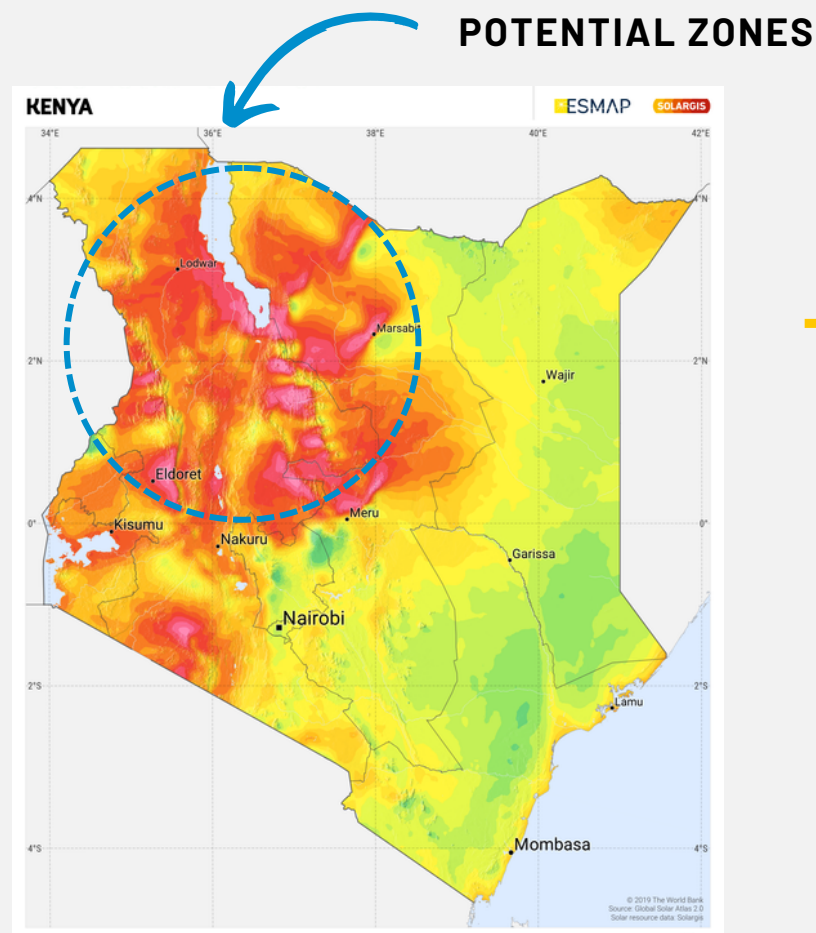 POTENTIAL ZONES
KENYA
ESMAP
SOLARGIS
34°E 36°E 38°E 40°E 42°E
4°N 4°N
Lodwar
Marsabi
2°N 2°N
Wajir
Eldoret
Meru
0° 0°
Kisumu
Nakuru
Garissa
Nairobi
2°S 2°S
Lamu
4°S 4°S
Mombasa
© 2019 The World Bank
Source: Global Solar Atlas 2.0
Solar resource data: Solargis